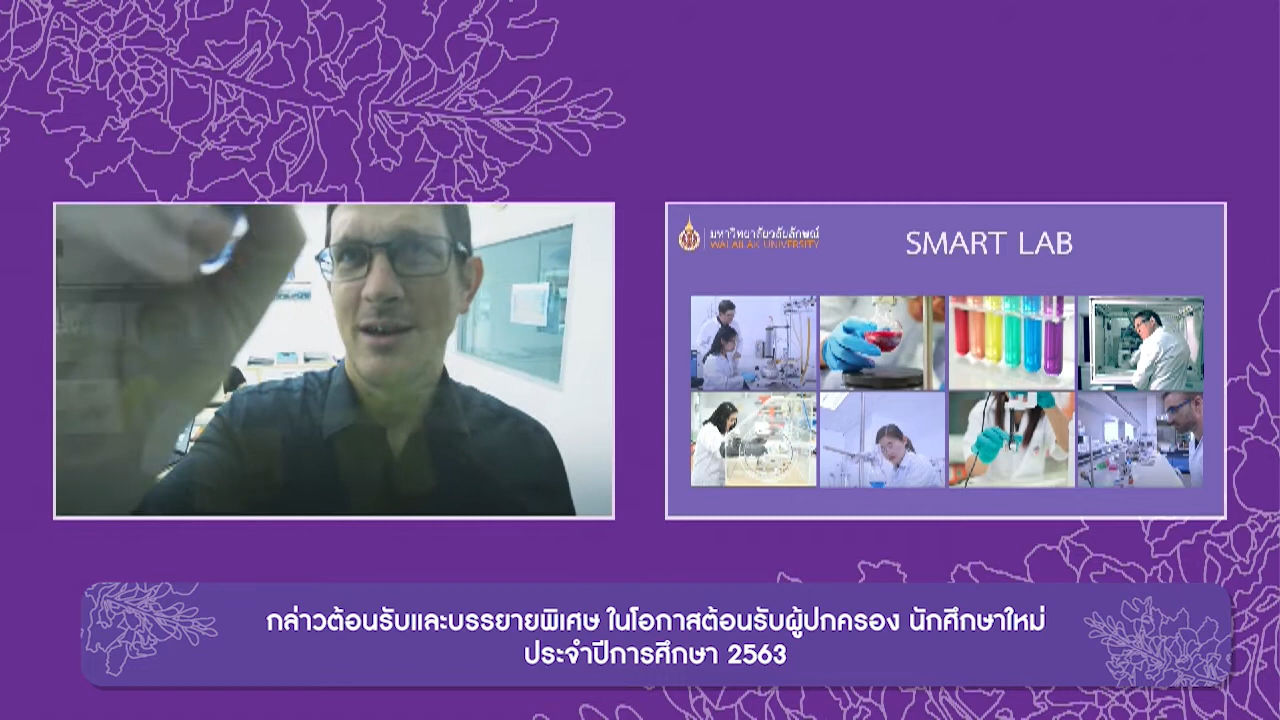 มหาวิทยาลัยวลัยลักษณ์
WALAILAK UNIVERSITY
SMART LAB
กล่าวต้อนรับและบรรยายพิเศษ ในโอกาสต้อนรับผู้ปกครอง นักศึกษาใหม่
ประจำปีการศึกษา 2563